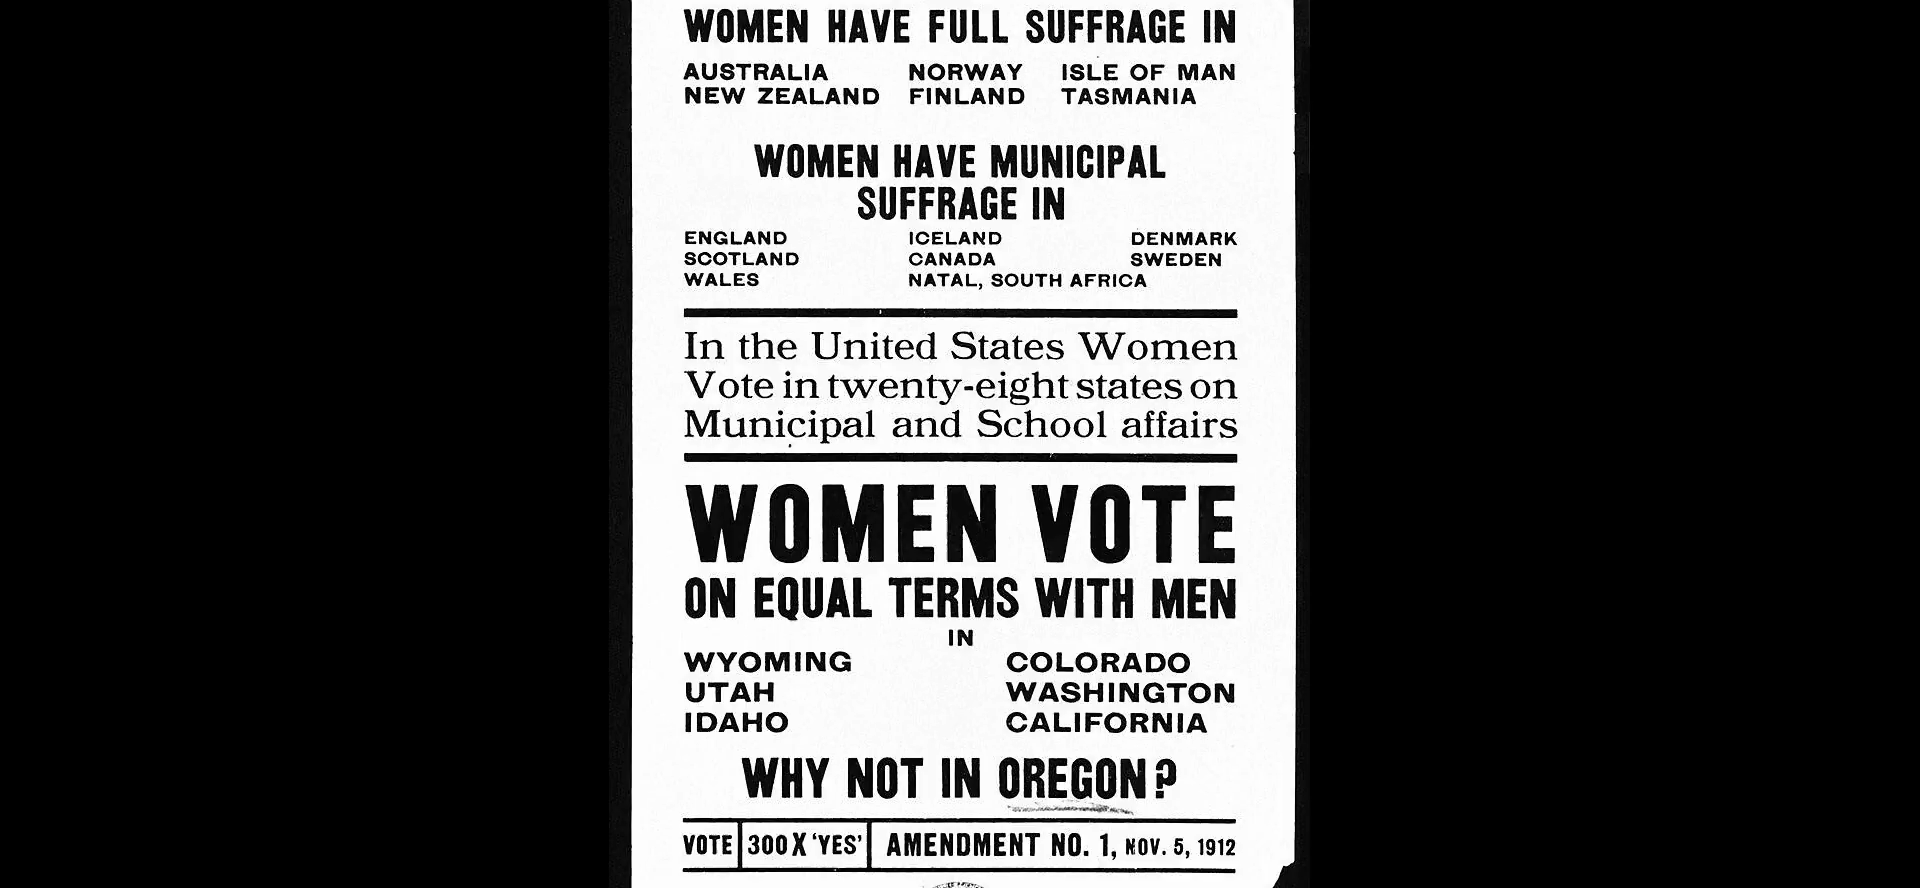 WOMEN HAVE FULL SUFFRAGE IN
AUSTRALIA NORWAY ISLE OF MAN
NEW ZEALAND FINLAND TASMANIA
WOMEN HAVE MUNICIPAL
SUFFRAGE IN
ENGLAND ICELAND DENMARK
SCOTLAND CANADA SWEDEN
WALES NATAL, SOUTH AFRICA
In the United States Women
Vote in twenty-eight states on
Municipal and School affairs
WOMEN VOTE
ON EQUAL TERMS WITH MEN
IN
WYOMING COLORADO
UTAH WASHINGTON
IDAHO CALIFORNIA
WHY NOT IN OREGON?
VOTE 300 X 'YES' AMENDMENT NO. 1, NOV. 5, 1912